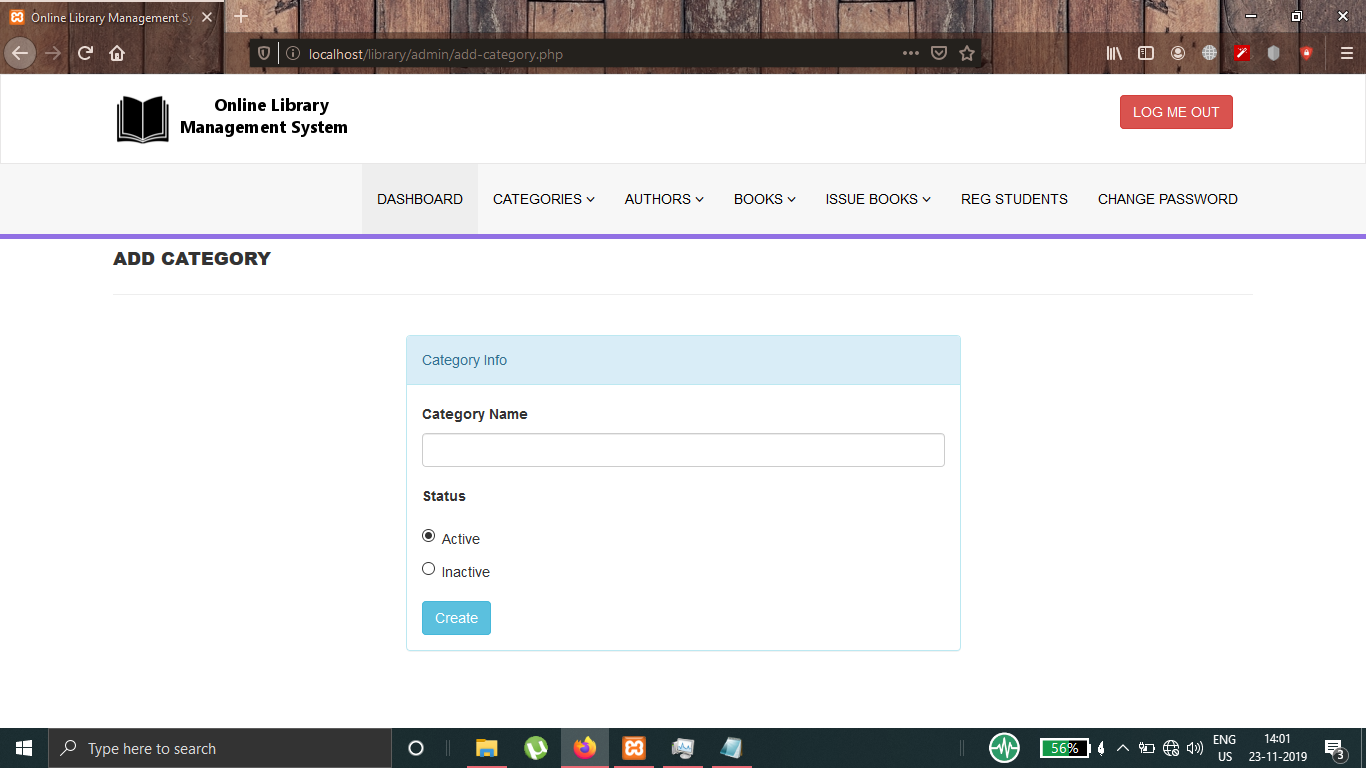 Online Library Management Sy
localhost/library/admin/add-category.php
Online Library
Management System
LOG ME OUT
DASHBOARD CATEGORIES AUTHORS BOOKS ISSUE BOOKS REG STUDENTS CHANGE PASSWORD
ADD CATEGORY
Category Info
Category Name
Status
Active
Inactive
Create
Type here to search
56%
ENG
US
14:01
23-11-2019
3